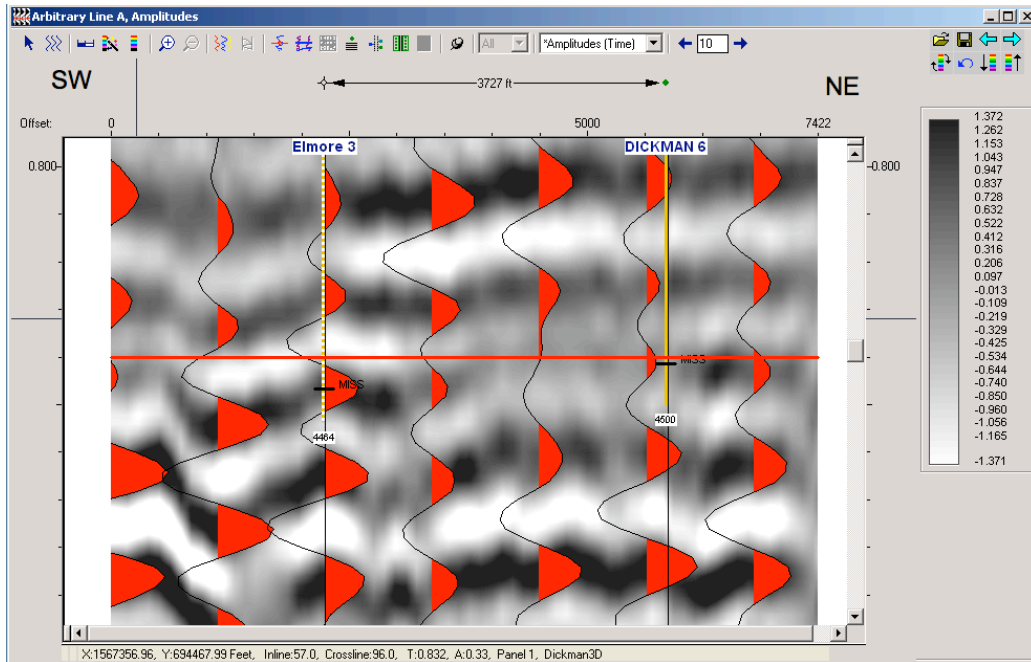 Arbitrary Line A, Amplitudes
All
*Amplitudes (Time)
10
SW
3727 ft
NE
Offset:
0
5000
7422
Elmore 3
DICKMAN 6
0.800
0.800
MISS
MISS
4464
4500
1.372
1.262
1.153
1.043
0.947
0.837
0.728
0.632
0.522
0.412
0.316
0.206
0.097
-0.013
-0.109
-0.219
-0.329
-0.425
-0.534
-0.644
-0.740
-0.850
-0.960
-1.056
-1.165
-1.371
X:1567356.96, Y:694467.99 Feet, Inline:57.0, Crossline:96.0, T:0.832, A:0.33, Panel 1, Dickman3D